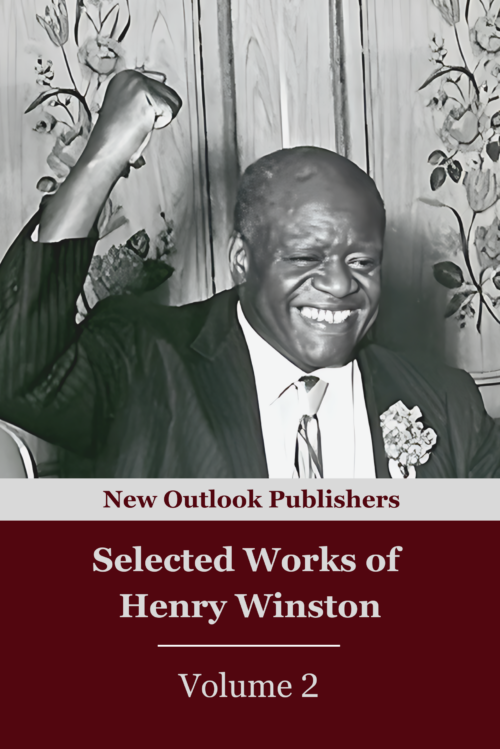 New Outlook Publishers
Selected Works of
Henry Winston
Volume 2